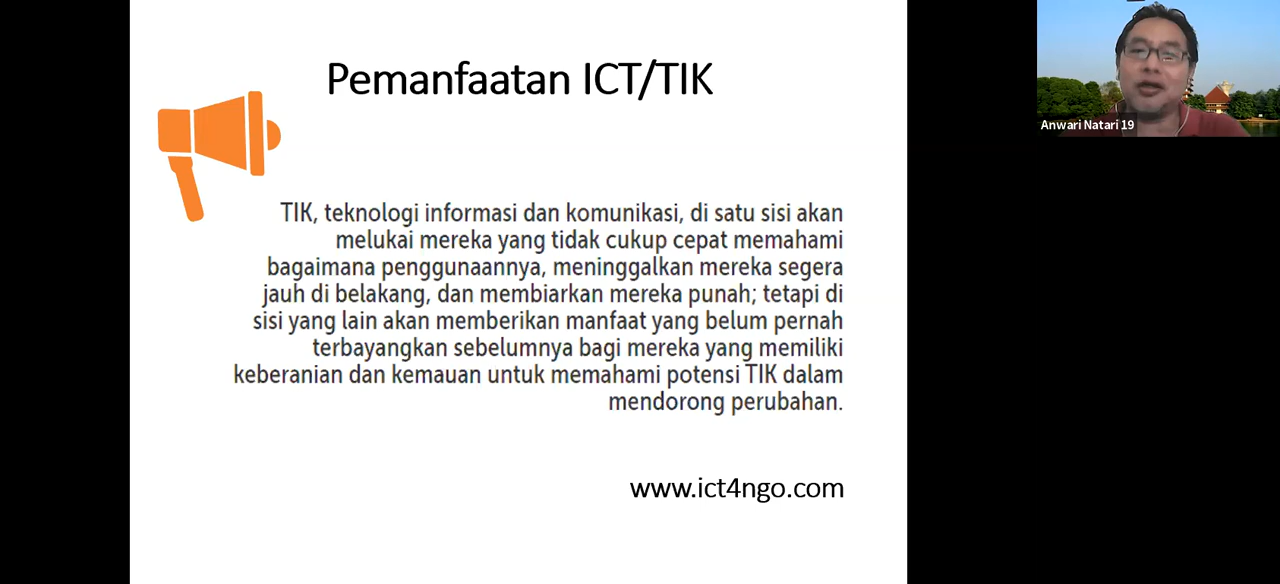 Pemanfaatan ICT/TIK
TIK, teknologi informasi dan komunikasi, di satu sisi akan
melukai mereka yang tidak cukup cepat memahami
bagaimana penggunaannya, meninggalkan mereka segera
jauh di belakang, dan membiarkan mereka punah; tetapi di
sisi yang lain akan memberikan manfaat yang belum pernah
terbayangkan sebelumnya bagi mereka yang memiliki
keberanian dan kemauan untuk memahami potensi TIK dalam
mendorong perubahan.
www.ict4ngo.com
Anwari Natari 19